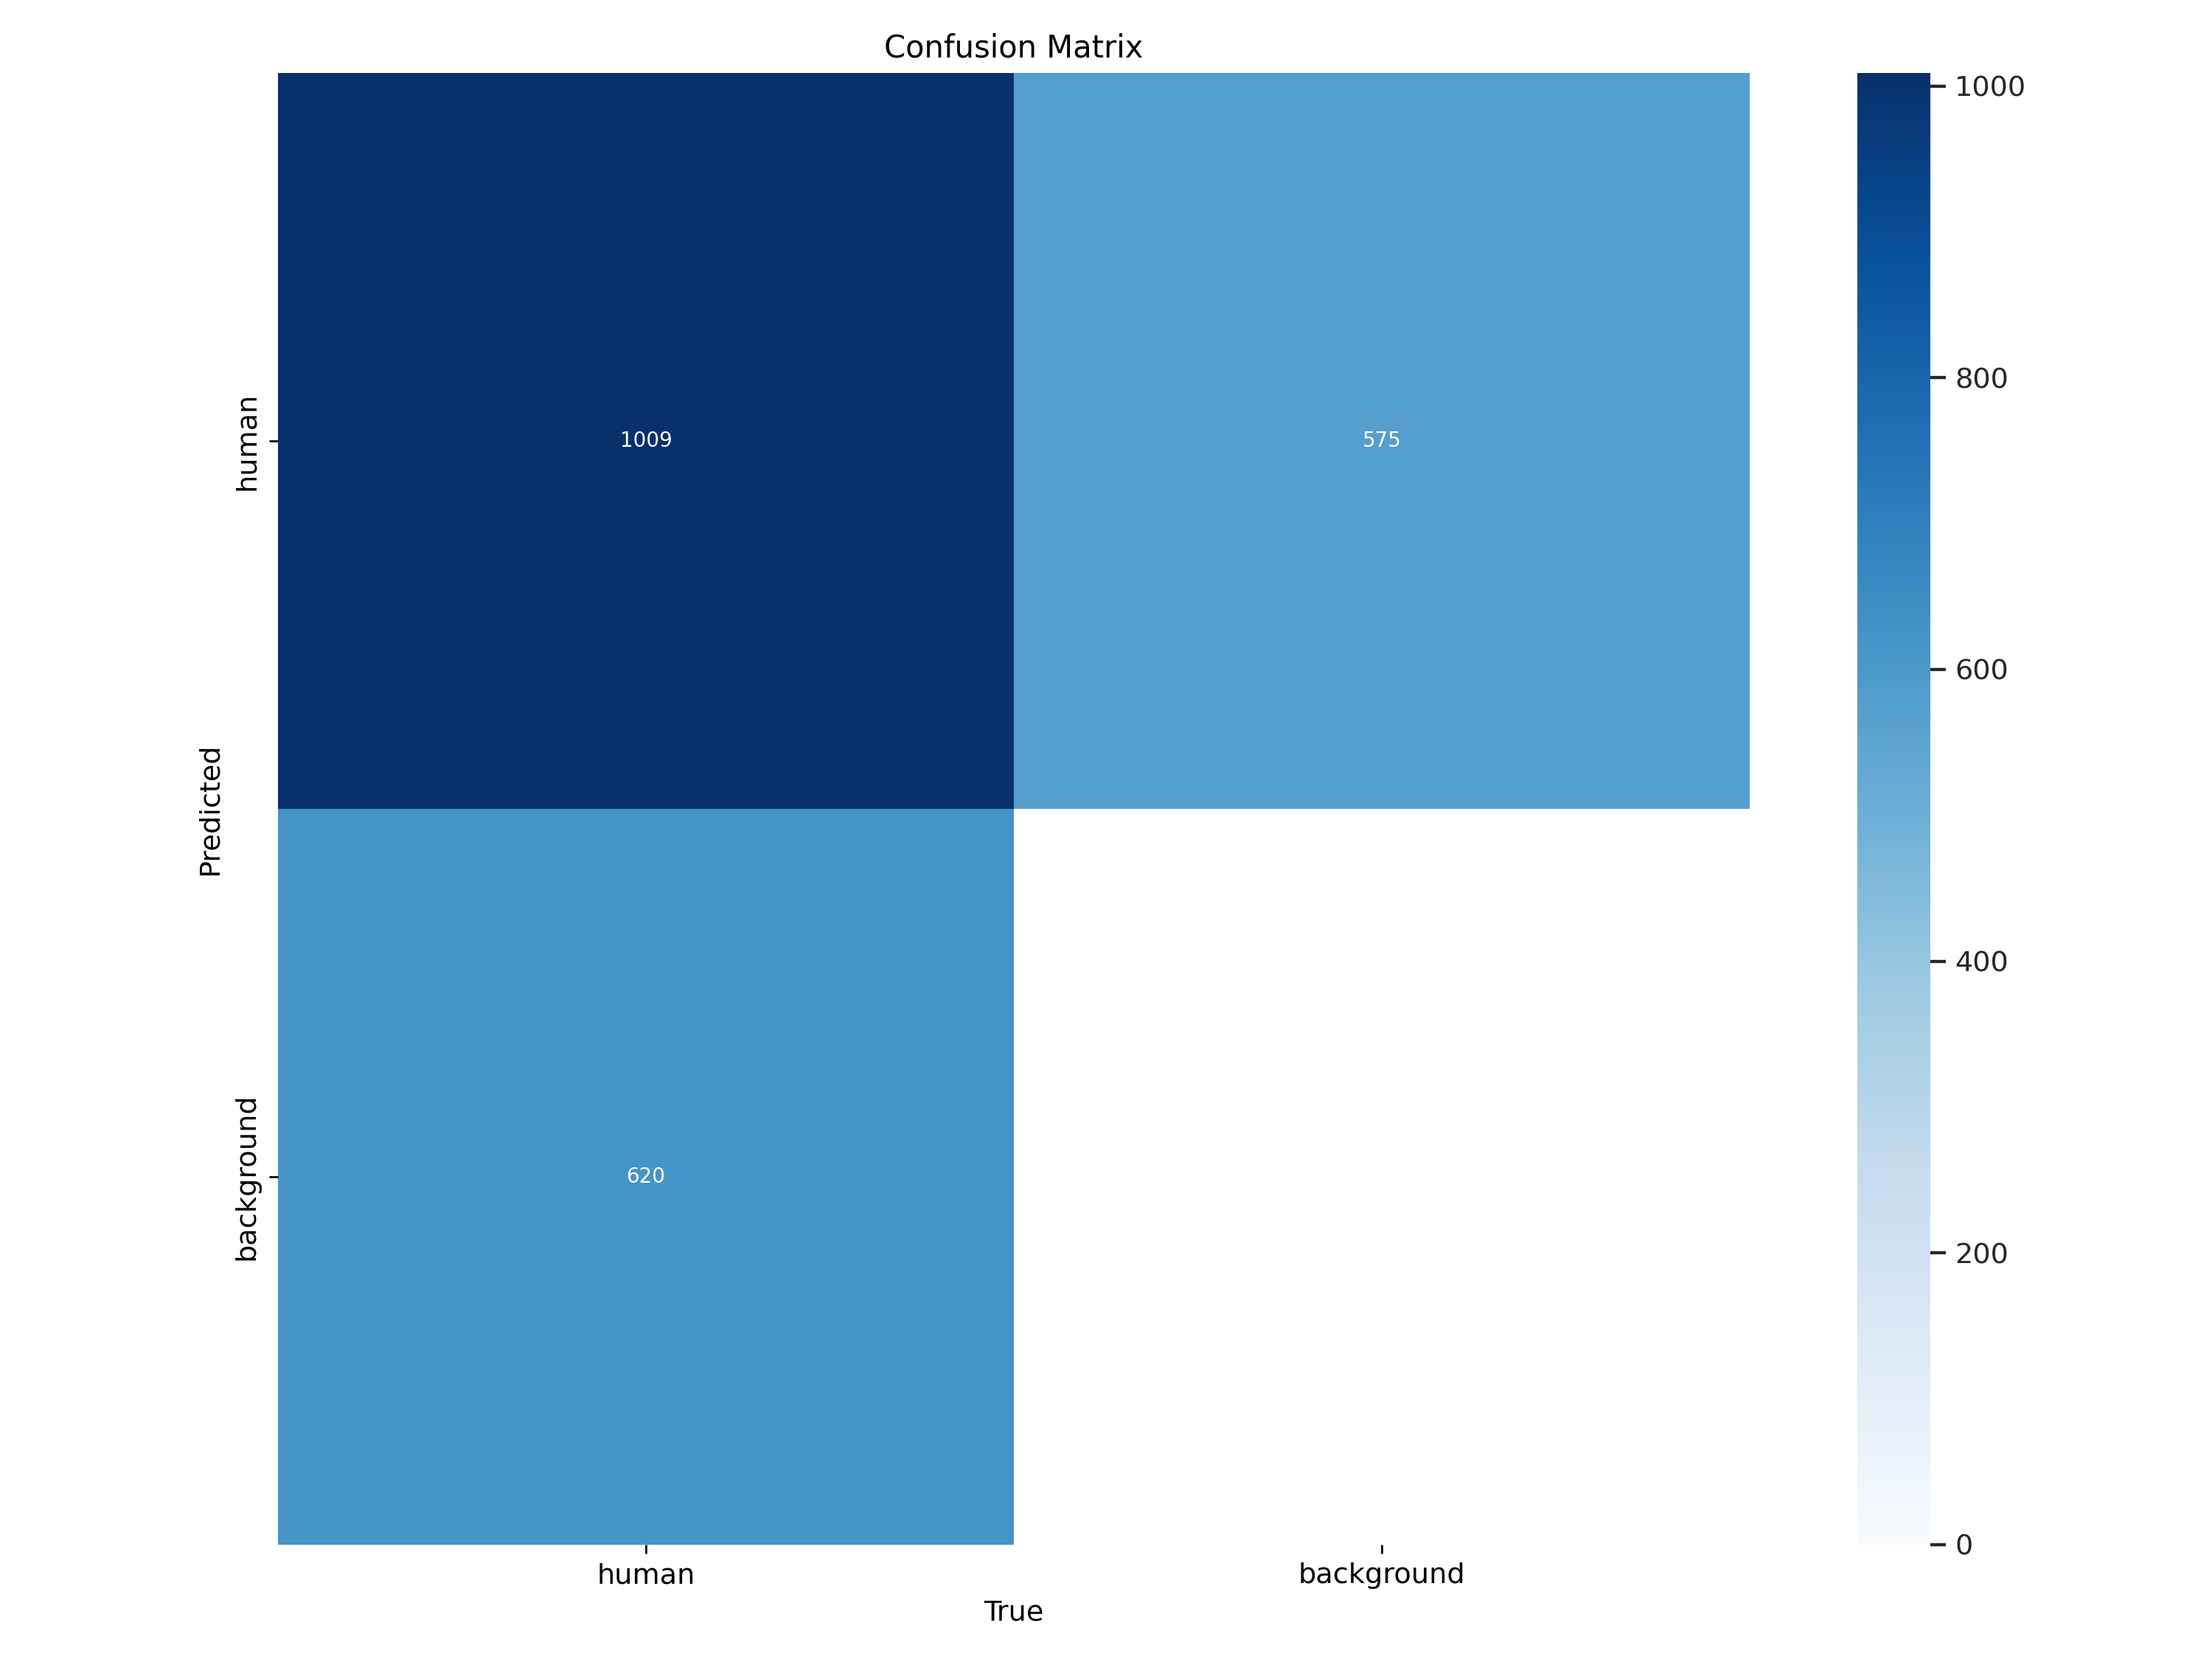 Confusion Matrix
human
background
Predicted
1009
575
620
human
background
True
1000
800
600
400
200
0